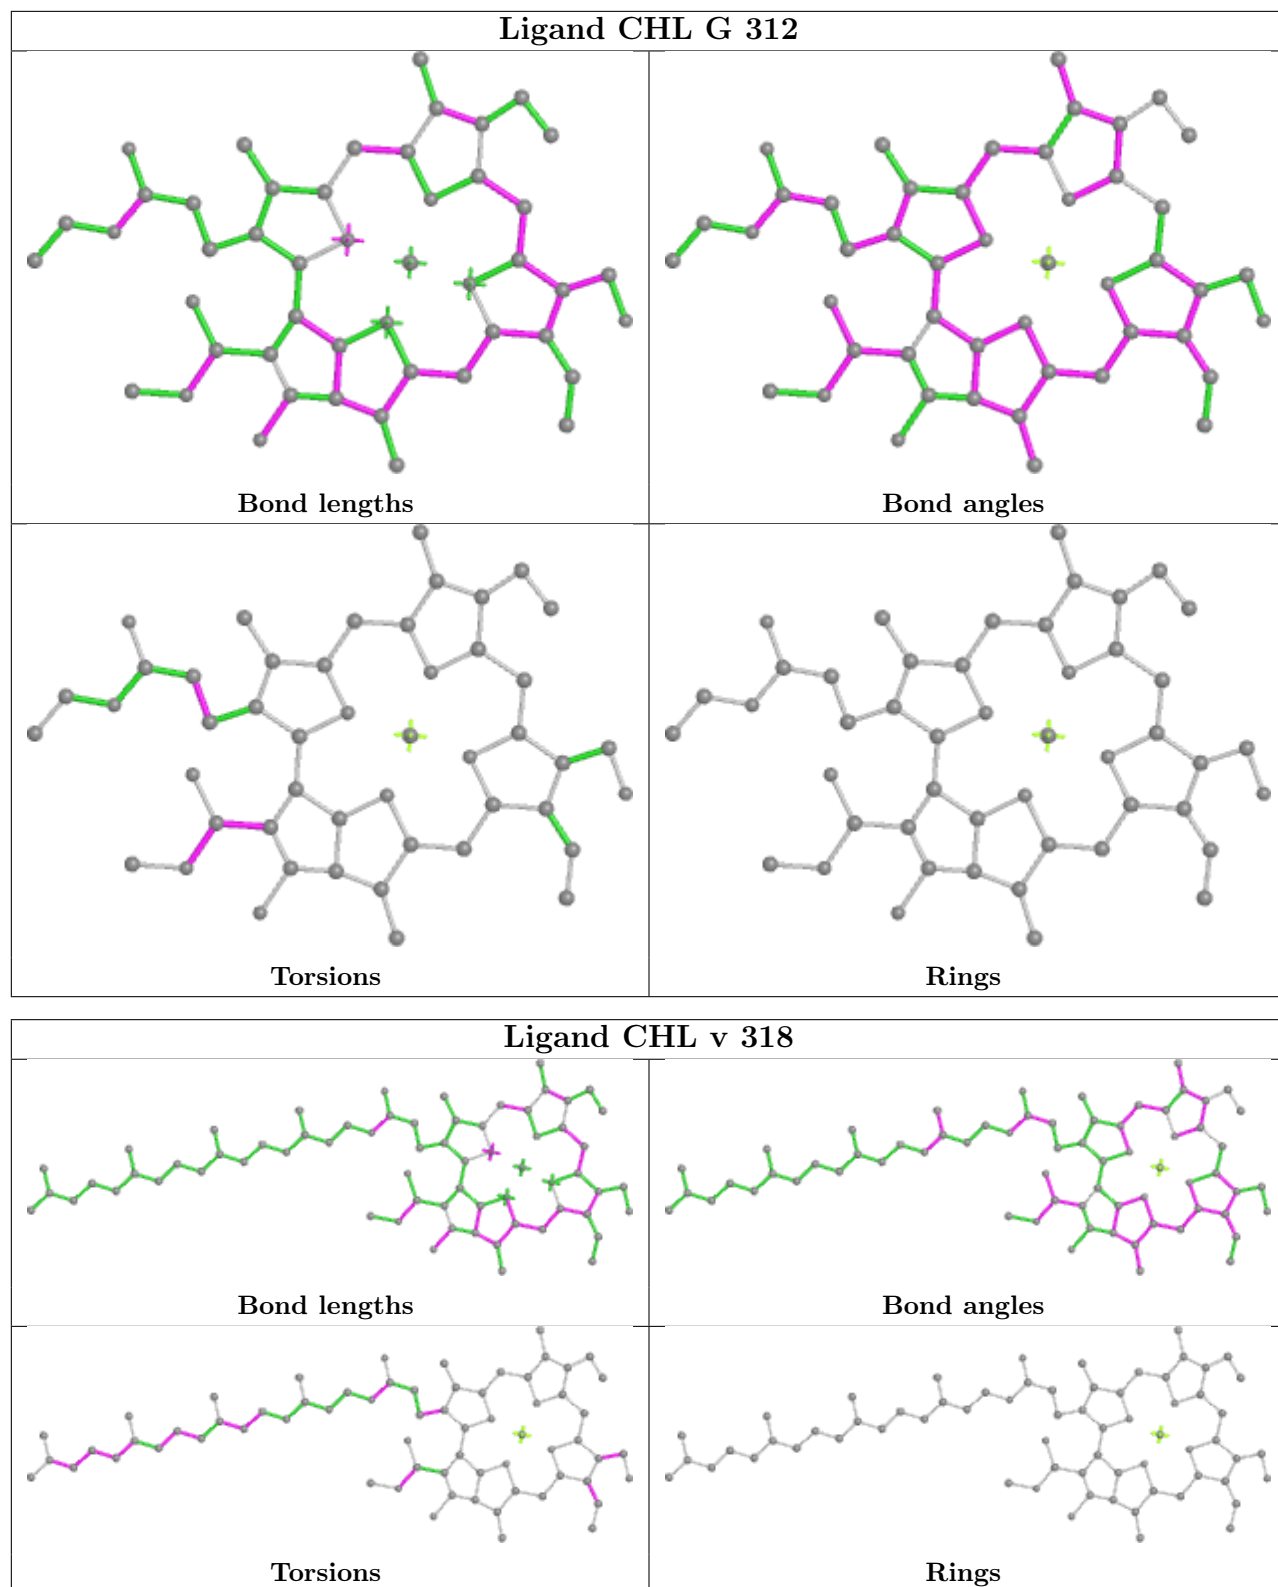 Ligand CHL G 312
Bond lengths
Bond angles
Torsions
Rings
Ligand CHL v 318
Bond lengths
Bond angles
Torsions
Rings